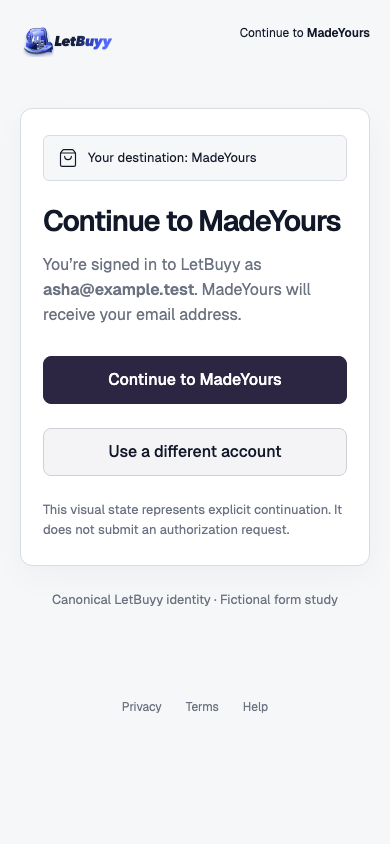 LetBuyy
Continue to MadeYours
Your destination: MadeYours
Continue to MadeYours
You’re signed in to LetBuyy as
asha@example.test. MadeYours will
receive your email address.
Continue to MadeYours
Use a different account
This visual state represents explicit continuation. It
does not submit an authorization request.
Canonical LetBuyy identity · Fictional form study
Privacy Terms Help